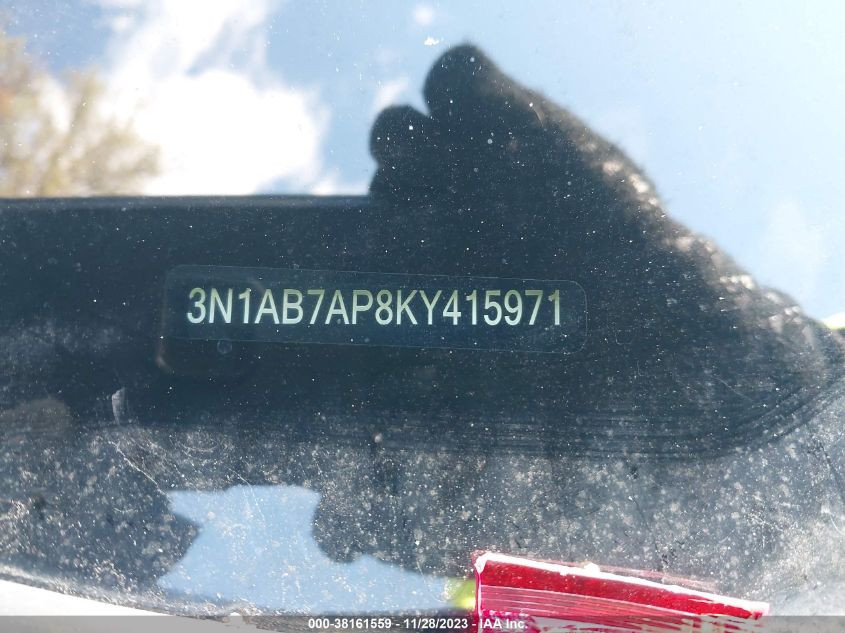 3N1AB7AP8KY415971
000-38161559 | 11/28/2023 | IAA Inc.